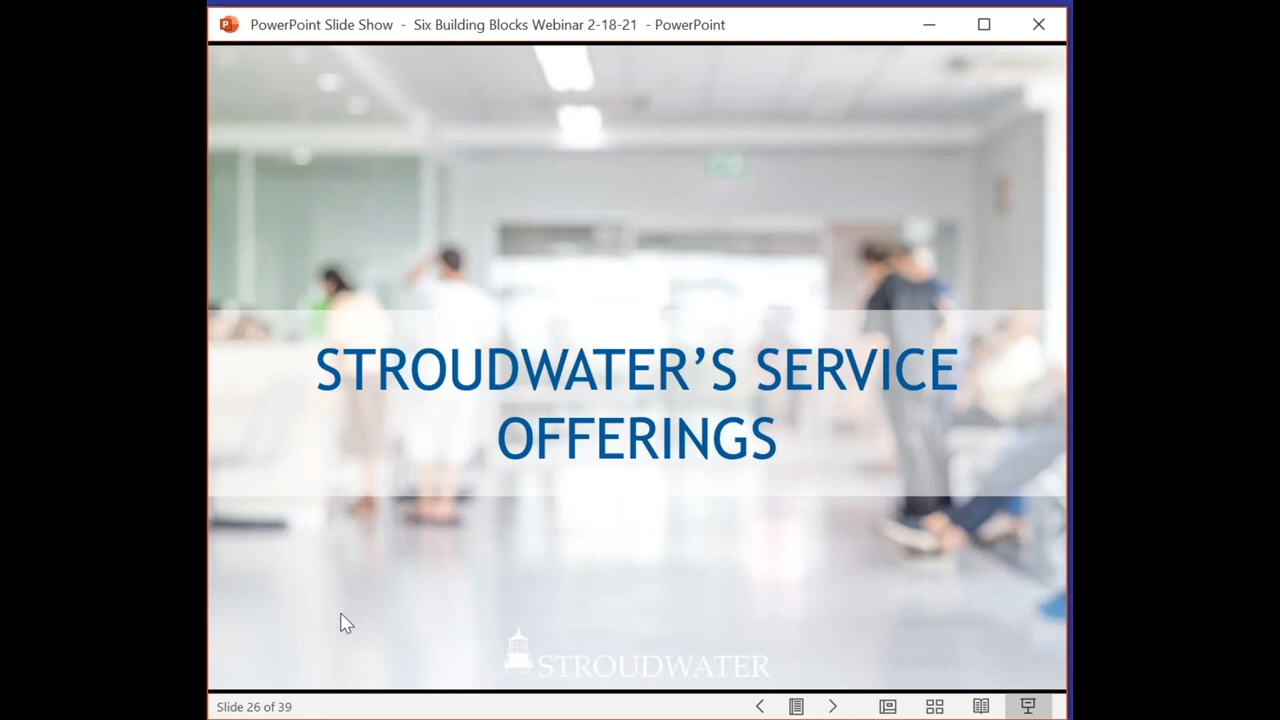 PowerPoint Slide Show - Six Building Blocks Webinar 2-18-21 - PowerPoint
STROUDWATER’S SERVICE
OFFERINGS
STROUDWATER
Slide 26 of 39